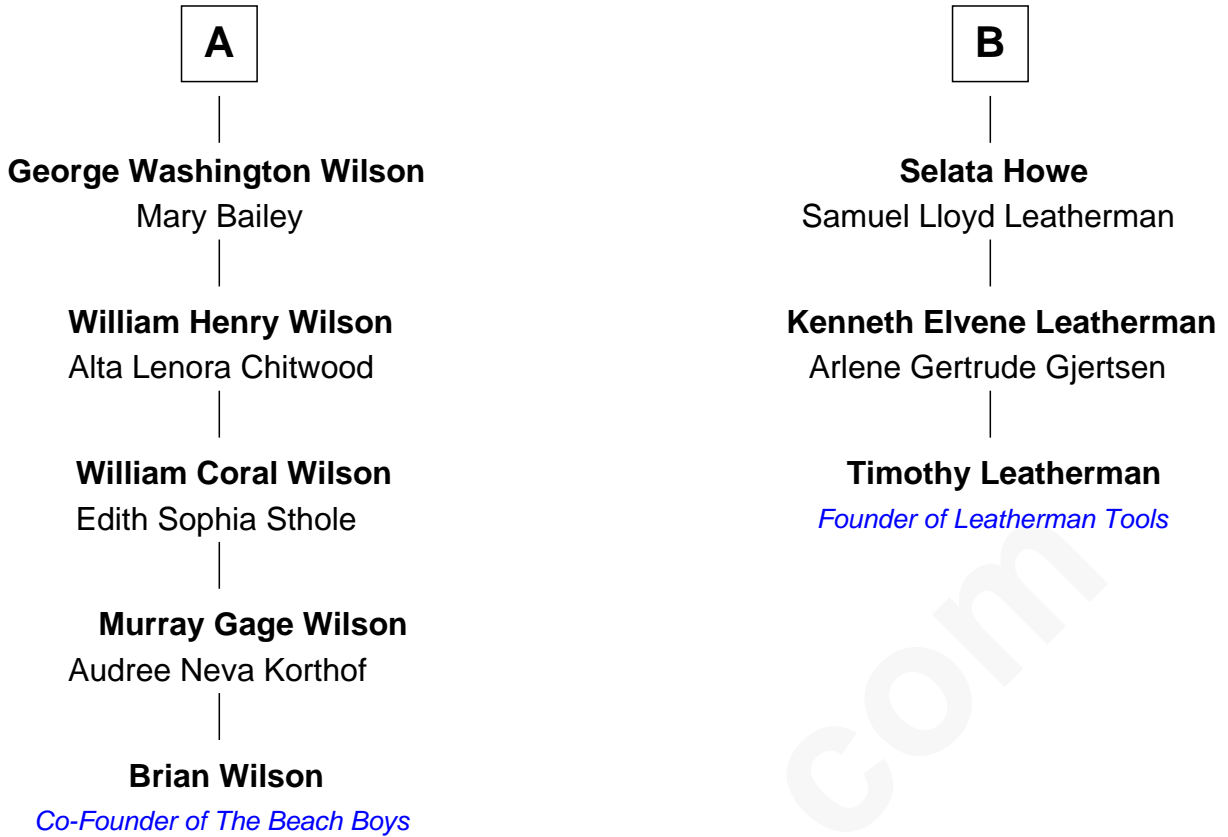 A
George Washington Wilson
Mary Bailey
William Henry Wilson
Alta Lenora Chitwood
William Coral Wilson
Edith Sophia Sthole
Murray Gage Wilson
Audree Neva Korthof
Brian Wilson
Co-Founder of The Beach Boys
B
Selata Howe
Samuel Lloyd Leatherman
Kenneth Elvene Leatherman
Arlene Gertrude Gjertsen
Timothy Leatherman
Founder of Leatherman Tools
com